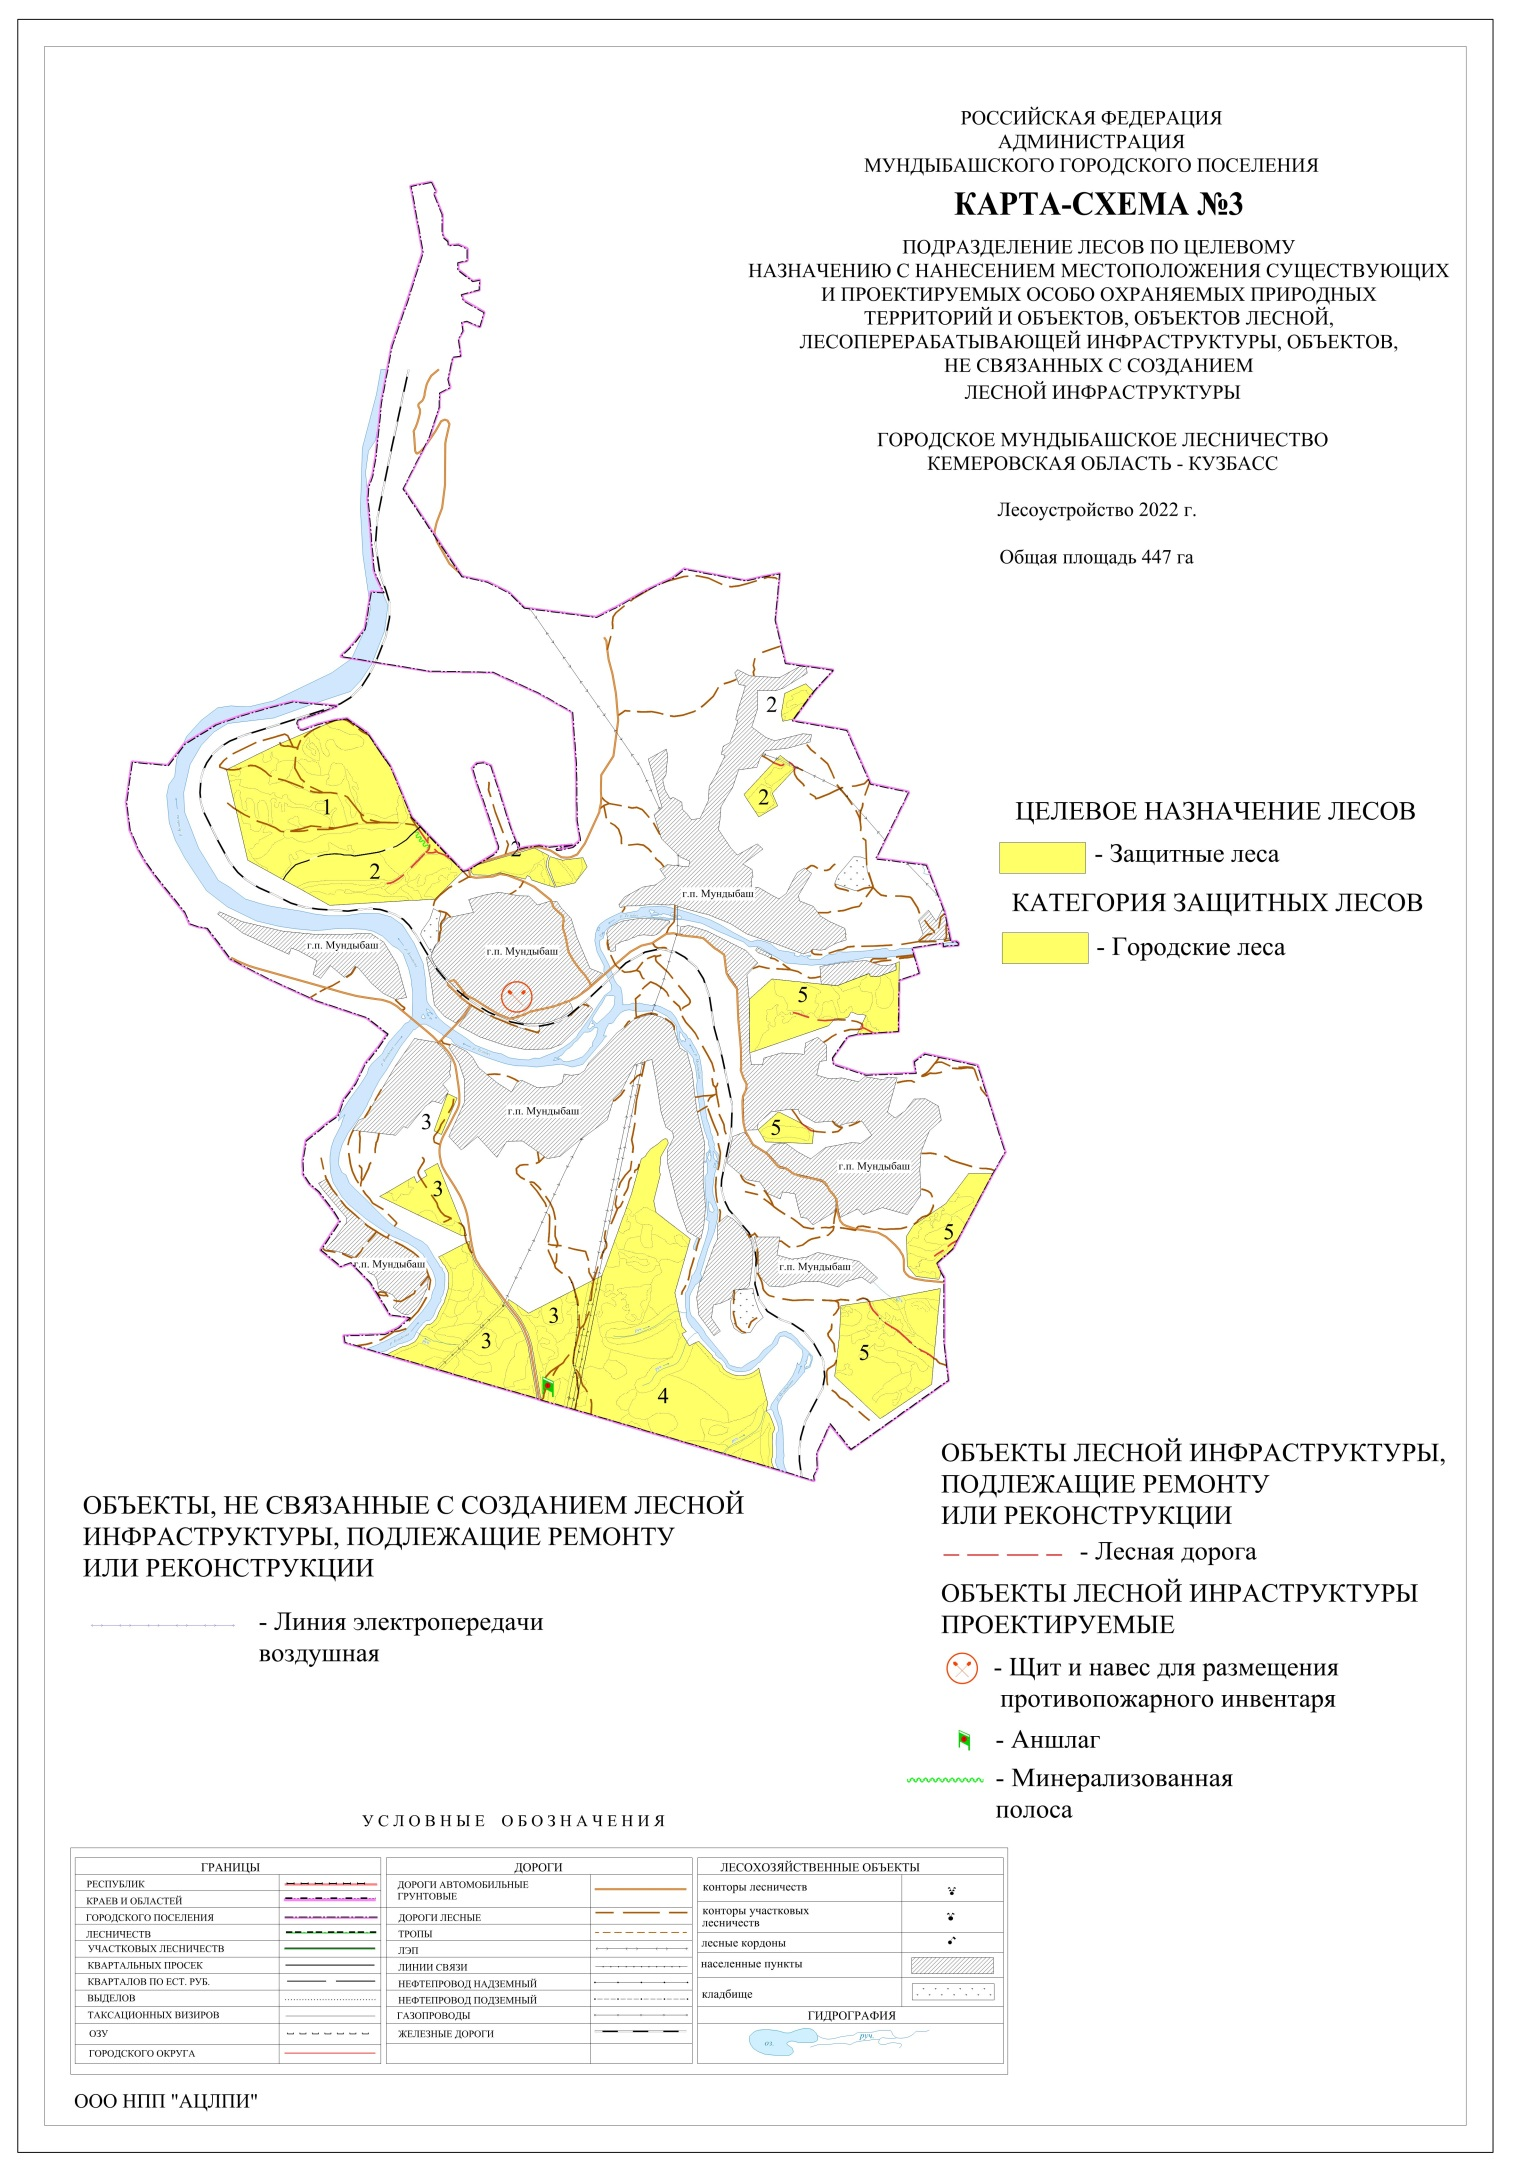 РОССИЙСКАЯ ФЕДЕРАЦИЯ
АДМИНИСТРАЦИЯ
МУНДЫБАШСКОГО ГОРОДСКОГО ПОСЕЛЕНИЯ
КАРТА-СХЕМА №3
ПОДРАЗДЕЛЕНИЕ ЛЕСОВ ПО ЦЕЛЕВОМУ
НАЗНАЧЕНИЮ С НАНЕСЕНИЕМ МЕСТОПОЛОЖЕНИЯ СУЩЕСТВУЮЩИХ
И ПРОЕКТИРУЕМЫХ ОСОБО ОХРАНЯЕМЫХ ПРИРОДНЫХ
ТЕРРИТОРИЙ И ОБЪЕКТОВ, ОБЪЕКТОВ ЛЕСНОЙ,
ЛЕСОПЕРЕРАБАТЫВАЮЩЕЙ ИНФРАСТРУКТУРЫ, ОБЪЕКТОВ,
НЕ СВЯЗАННЫХ С СОЗДАНИЕМ
ЛЕСНОЙ ИНФРАСТРУКТУРЫ
ГОРОДСКОЕ МУНДЫБАШСКОЕ ЛЕСНИЧЕСТВО
КЕМЕРОВСКАЯ ОБЛАСТЬ - КУЗБАСС
Лесоустройство 2022 г.
Общая площадь 447 га
2
2
1
2
2
г.п. Мундыбаш
г.п. Мундыбаш
г.п. Мундыбаш
5
г.п. Мундыбаш
3
5
г.п. Мундыбаш
3
5
г.п. Мундыбаш
г.п. Мундыбаш
3
3
5
4
ЦЕЛЕВОЕ НАЗНАЧЕНИЕ ЛЕСОВ
- Защитные леса
КАТЕГОРИЯ ЗАЩИТНЫХ ЛЕСОВ
- Городские леса
ОБЪЕКТЫ, НЕ СВЯЗАННЫЕ С СОЗДАНИЕМ ЛЕСНОЙ
ИНФРАСТРУКТУРЫ, ПОДЛЕЖАЩИЕ РЕМОНТУ
ИЛИ РЕКОНСТРУКЦИИ
- Линия электропередачи
воздушная
ОБЪЕКТЫ ЛЕСНОЙ ИНФРАСТРУКТУРЫ,
ПОДЛЕЖАЩИЕ РЕМОНТУ
ИЛИ РЕКОНСТРУКЦИИ
- Лесная дорога
ОБЪЕКТЫ ЛЕСНОЙ ИНРАСТРУКТУРЫ
ПРОЕКТИРУЕМЫЕ
- Щит и навес для размещения
противопожарного инвентаря
- Аншлаг
- Минерализованная
полоса
УСЛОВНЫЕ ОБОЗНАЧЕНИЯ
ГРАНИЦЫ
РЕСПУБЛИК
КРАЕВ И ОБЛАСТЕЙ
ГОРОДСКОГО ПОСЕЛЕНИЯ
ЛЕСНИЧЕСТВ
УЧАСТКОВЫХ ЛЕСНИЧЕСТВ
КВАРТАЛЬНЫХ ПРОСЕК
КВАРТАЛОВ ПО ЕСТ. РУБ.
ВЫДЕЛОВ
ТАКСАЦИОННЫХ ВИЗИРОВ
ОЗУ
ГОРОДСКОГО ОКРУГА
ДОРОГИ
ДОРОГИ АВТОМОБИЛЬНЫЕ
ГРУНТОВЫЕ
ДОРОГИ ЛЕСНЫЕ
ТРОПЫ
ЛЭП
ЛИНИИ СВЯЗИ
НЕФТЕПРОВОД НАДЗЕМНЫЙ
НЕФТЕПРОВОД ПОДЗЕМНЫЙ
ГАЗОПРОВОДЫ
ЖЕЛЕЗНЫЕ ДОРОГИ
ЛЕСОХОЗЯЙСТВЕННЫЕ ОБЪЕКТЫ
конторы лесничеств
конторы участковых
лесничеств
лесные кордоны
населенные пункты
кладбище
ГИДРОГРАФИЯ
оз.
руч.
ООО НПП "АЦЛПИ"